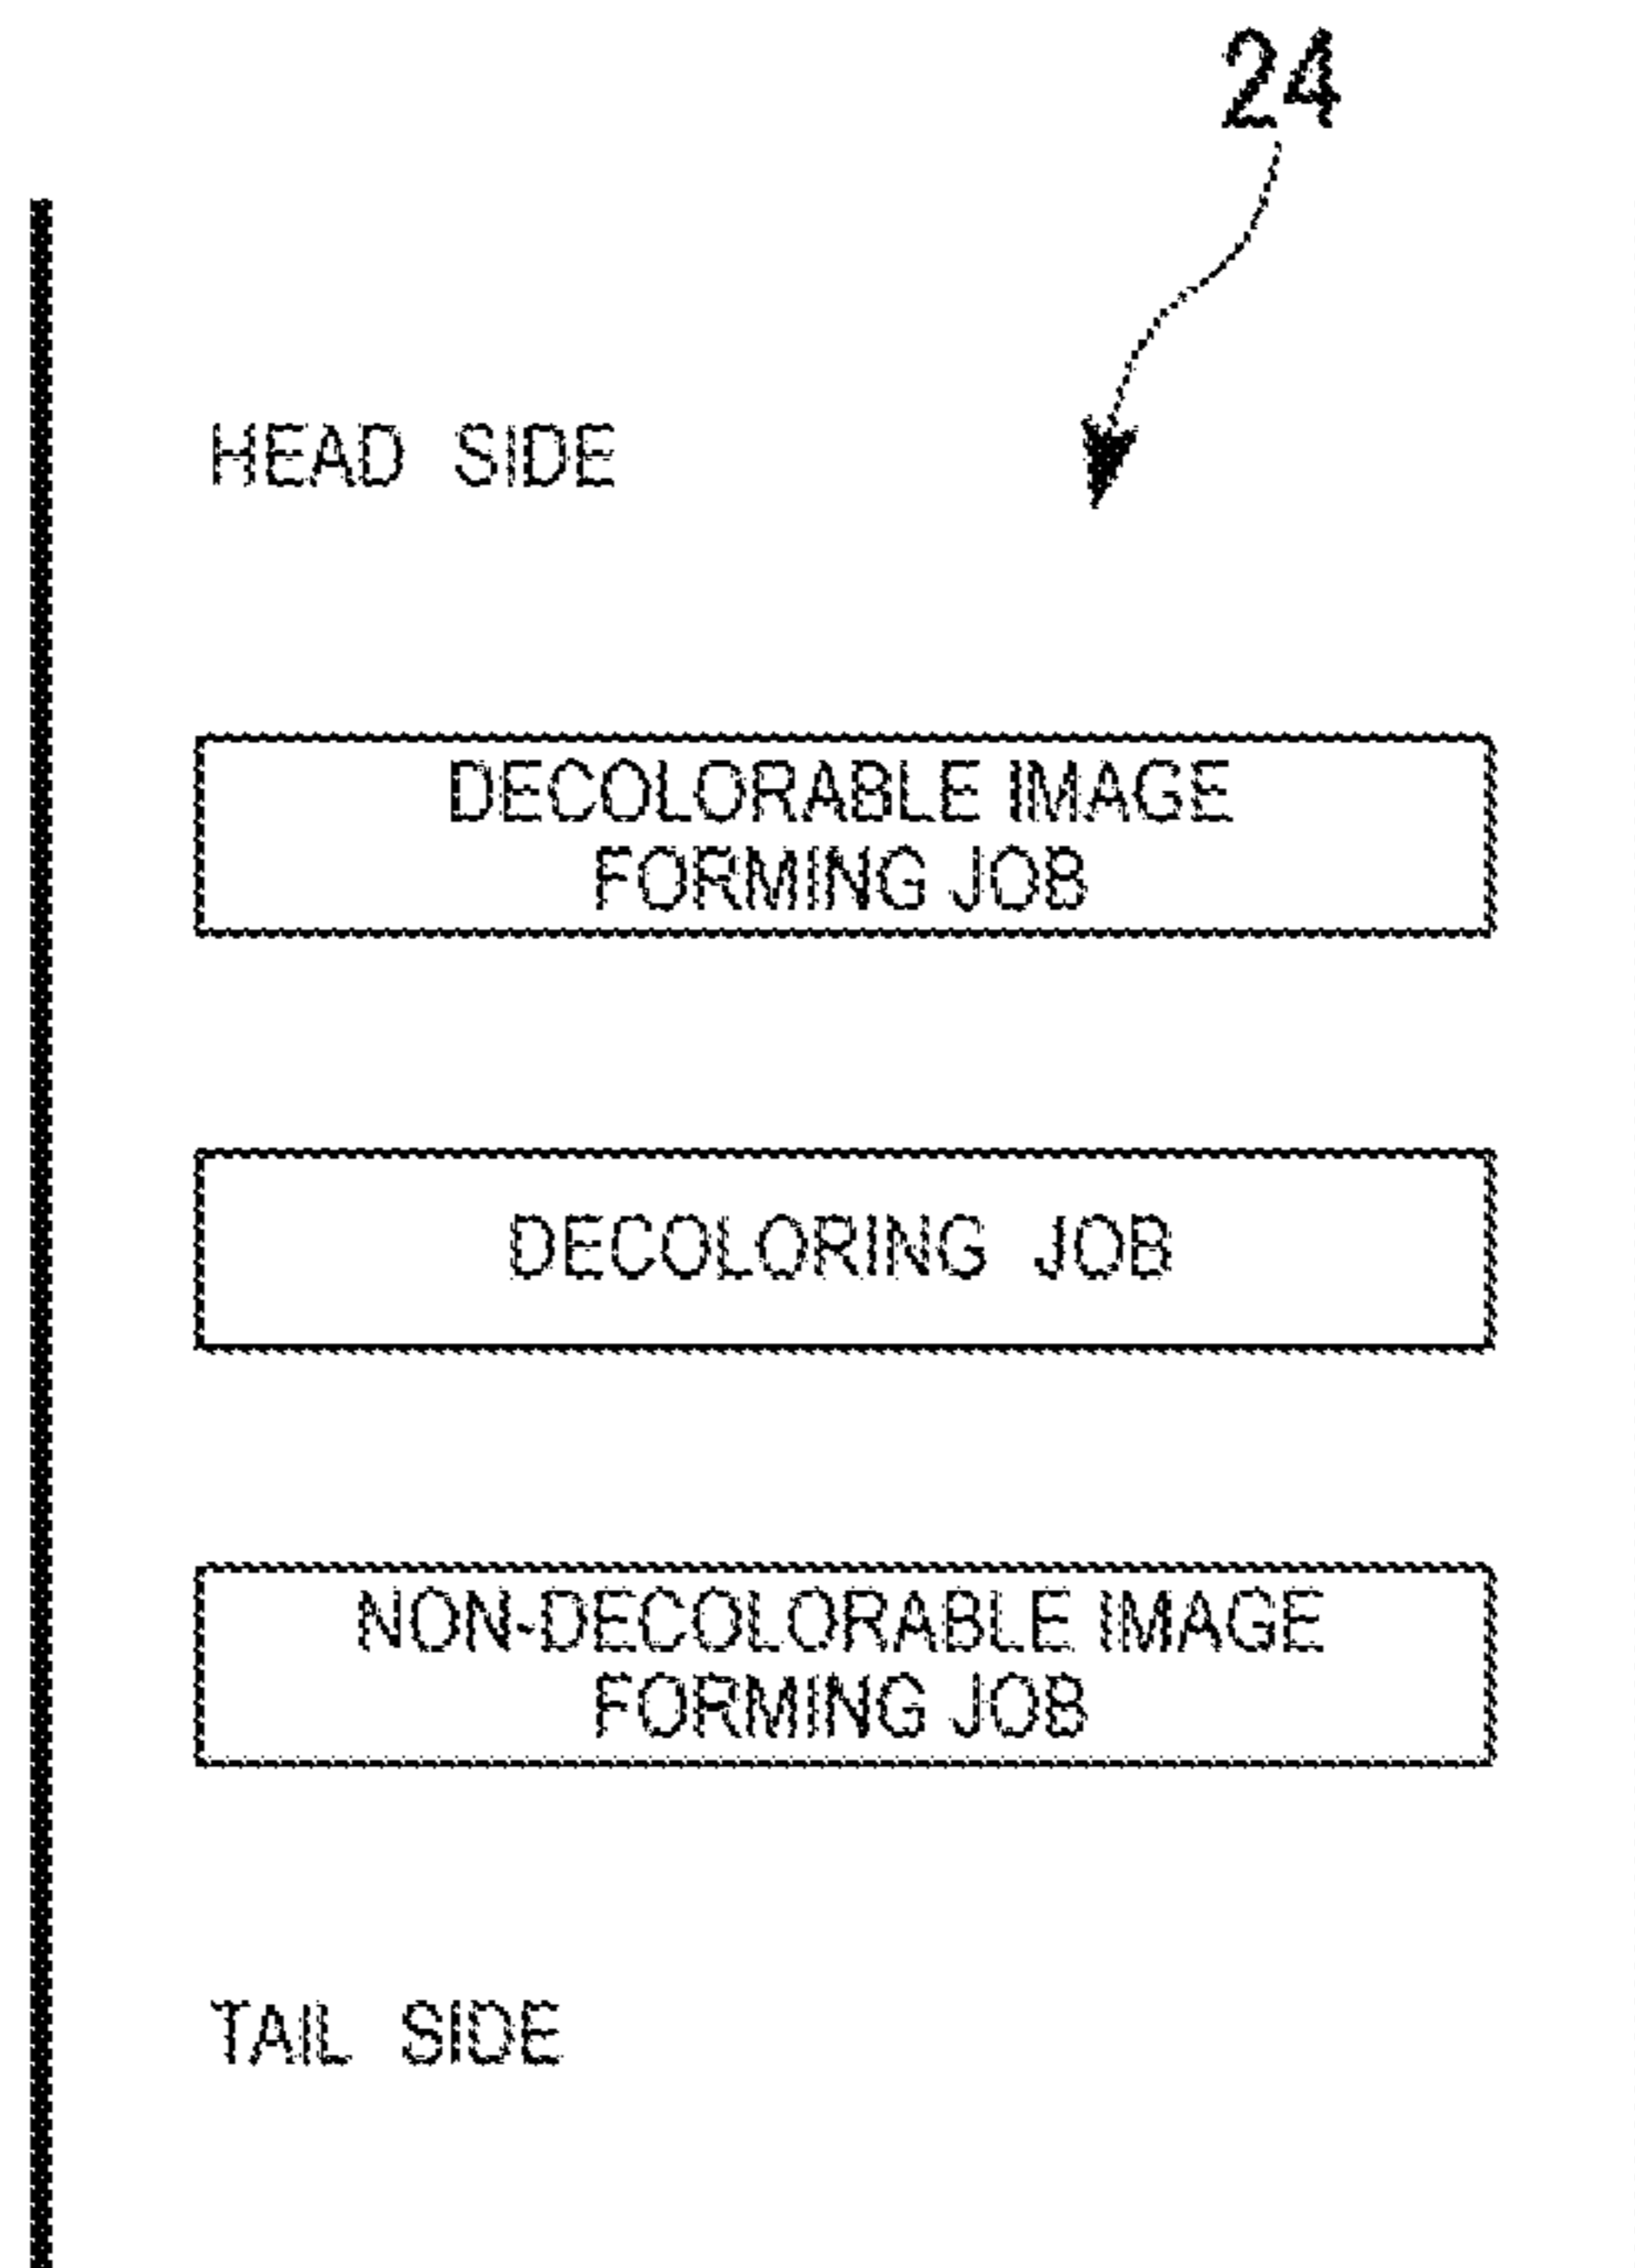 24
HEAD SIDE
DECOLORABLE IMAGE
FORMING JOB
DECOLORING JOB
NON-DECOLORABLE IMAGE
FORMING JOB
TAIL SIDE